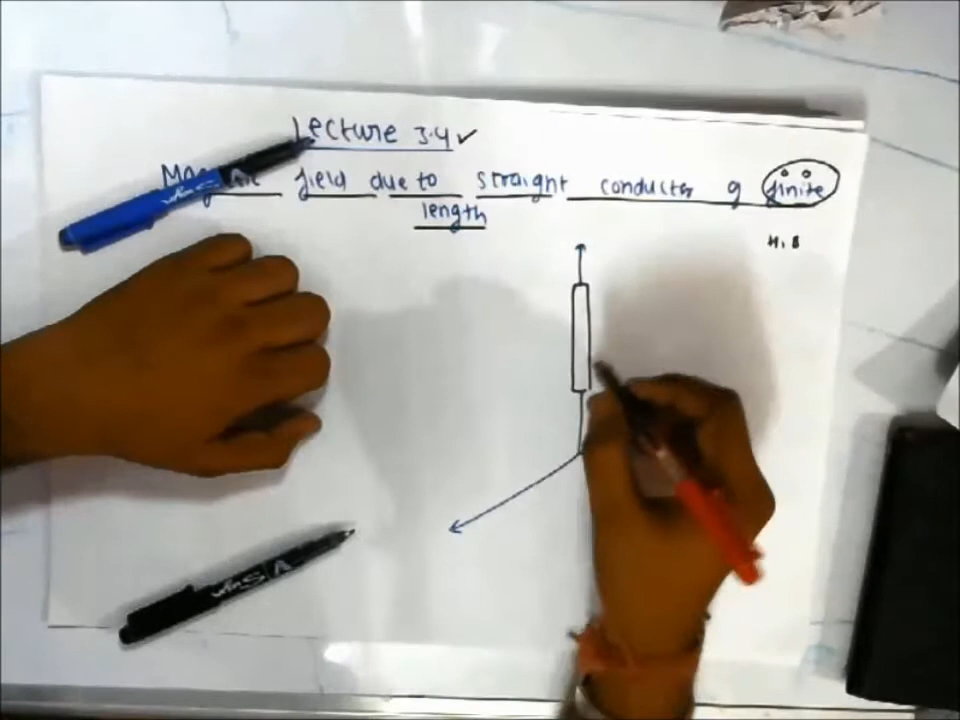 Lecture 3.4
field due to straight conductor of finite
length
H, B